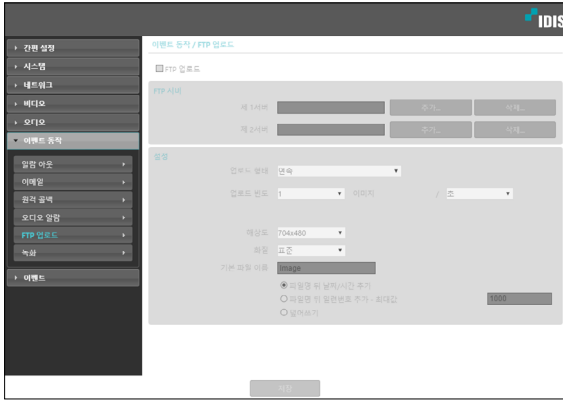 IDIS
간편 설정
시스템
네트워크
비디오
오디오
이벤트 동작
알람 아웃
이메일
원격 콜백
오디오 알람
FTP 업로드
녹화
이벤트
이벤트 동작 / FTP 업로드
FTP 업로드
FTP 서버
제 1서버 추가... 삭제...
제 2서버 추가... 삭제...
설정
업로드 형태 연속
업로드 빈도 1 이미지 / 초
해상도 704x480
화질 표준
기본 파일 이름 image
파일명 뒤 날짜/시간 추가
파일명 뒤 일련번호 추가 - 최대값 1000
덮어쓰기
저장